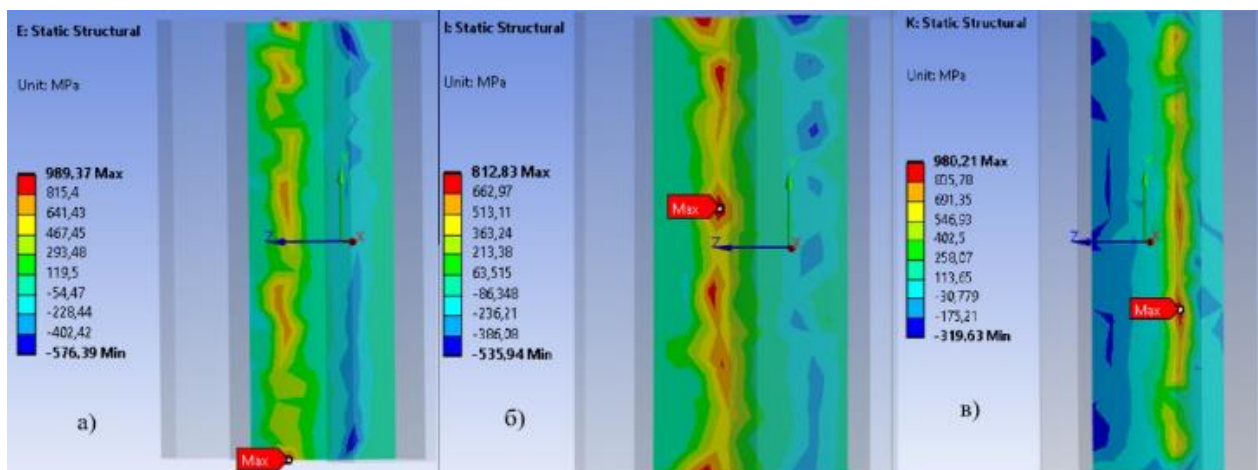 E: Static Structural
Unit: MPa
989,37 Max
815,4
641,43
467,45
293,48
119,5
-54,47
-228,44
-402,42
-576,39 Min
Z
Y
X
Max
а)
I: Static Structural
Unit: MPa
812,83 Max
662,97
513,11
363,24
213,38
63,515
-86,348
-236,21
-386,08
-535,94 Min
Max
Z
Y
X
б)
K: Static Structural
Unit: MPa
980,21 Max
835,78
691,35
546,93
402,5
258,07
113,65
-30,779
-175,21
-319,63 Min
Z
Y
X
Max
в)